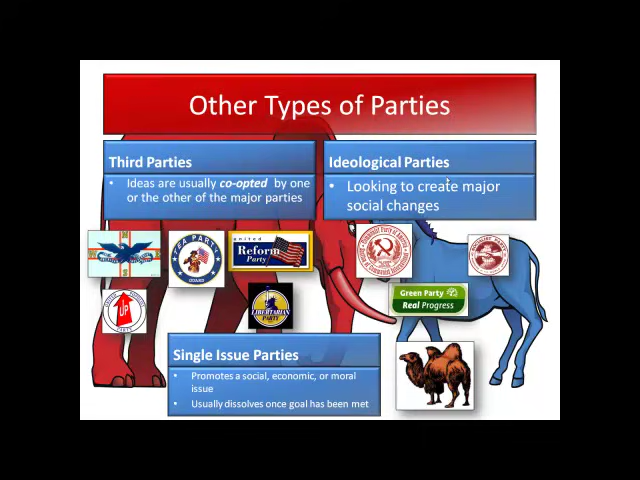 Other Types of Parties
Third Parties
• Ideas are usually co-opted by one
or the other of the major parties
Ideological Parties
• Looking to create major
social changes
TEA PARTY
united
Reform
Party
UP
LIBERTARIAN
PARTY
Green Party
Real Progress
Single Issue Parties
• Promotes a social, economic, or moral
issue
• Usually dissolves once goal has been met